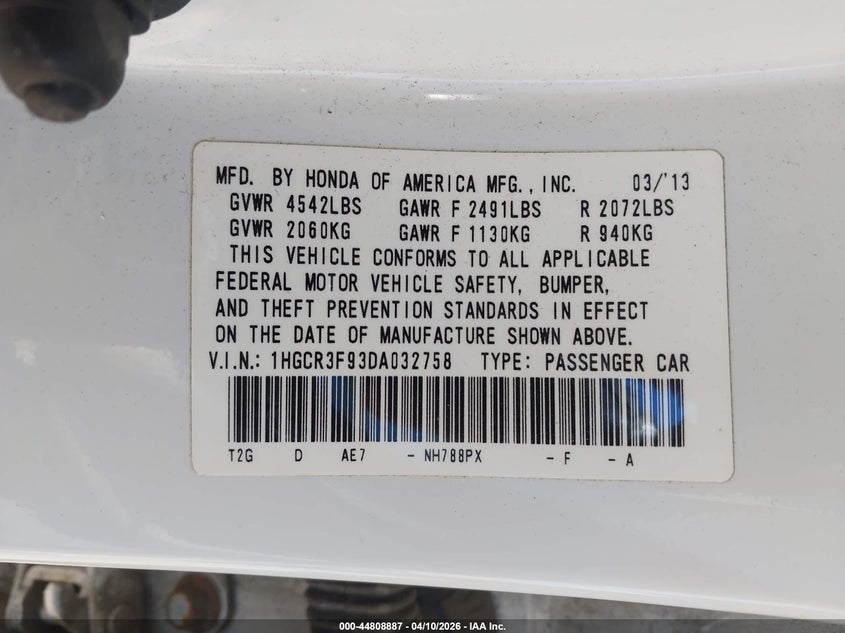 MFD. BY HONDA OF AMERICA MFG., INC. 03/'13
GVWR 4542LBS GAWR F 2491LBS R 2072LBS
GVWR 2060KG GAWR F 1130KG R 940KG
THIS VEHICLE CONFORMS TO ALL APPLICABLE
FEDERAL MOTOR VEHICLE SAFETY, BUMPER,
AND THEFT PREVENTION STANDARDS IN EFFECT
ON THE DATE OF MANUFACTURE SHOWN ABOVE.
V.I.N.: 1HGCR3F93DA032758 TYPE: PASSENGER CAR
T2G D AE7 - NH788PX - F - A
000-44808887 - 04/10/2026 - IAA Inc.